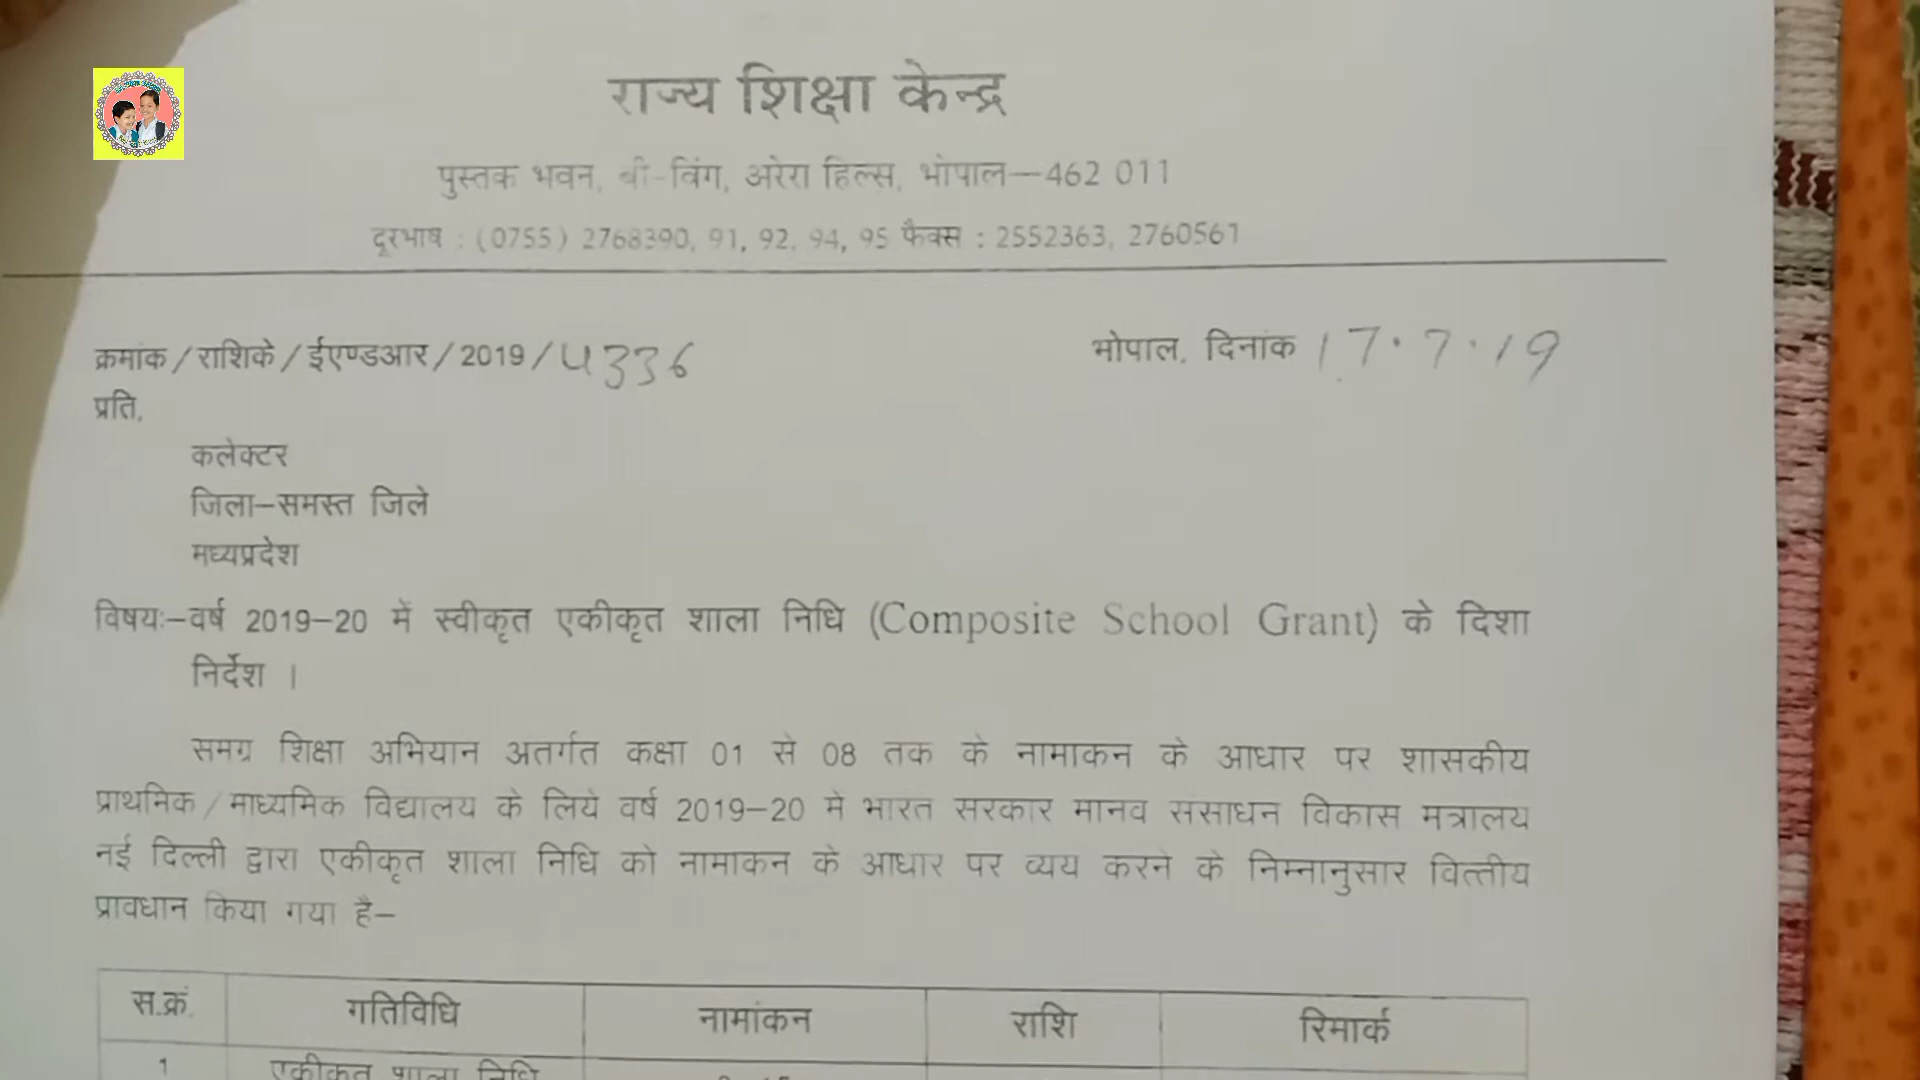 राज्य शिक्षा केन्द्र
पुस्तक भवन, बी-विंग, अरेरा हिल्स, भोपाल—462 011
दूरभाष : (0755) 2768390, 91, 92, 94, 95 फैक्स : 2552363, 2760561
क्रमांक/राशिके/ईएण्डआर/2019/4336 भोपाल, दिनांक 17.7.19
प्रति,
कलेक्टर
जिला–समस्त जिले
मध्यप्रदेश
विषयः–वर्ष 2019–20 में स्वीकृत एकीकृत शाला निधि (Composite School Grant) के दिशा
निर्देश ।
समग्र शिक्षा अभियान अतर्गत कक्षा 01 से 08 तक के नामाकन के आधार पर शासकीय
प्राथमिक/माध्यमिक विद्यालय के लिये वर्ष 2019–20 मे भारत सरकार मानव संसाधन विकास मत्रालय
नई दिल्ली द्वारा एकीकृत शाला निधि को नामाकन के आधार पर व्यय करने के निम्नानुसार वित्तीय
प्रावधान किया गया है–
स.क्रं. गतिविधि नामांकन राशि रिमार्क
1 एकीकृत शाला निधि